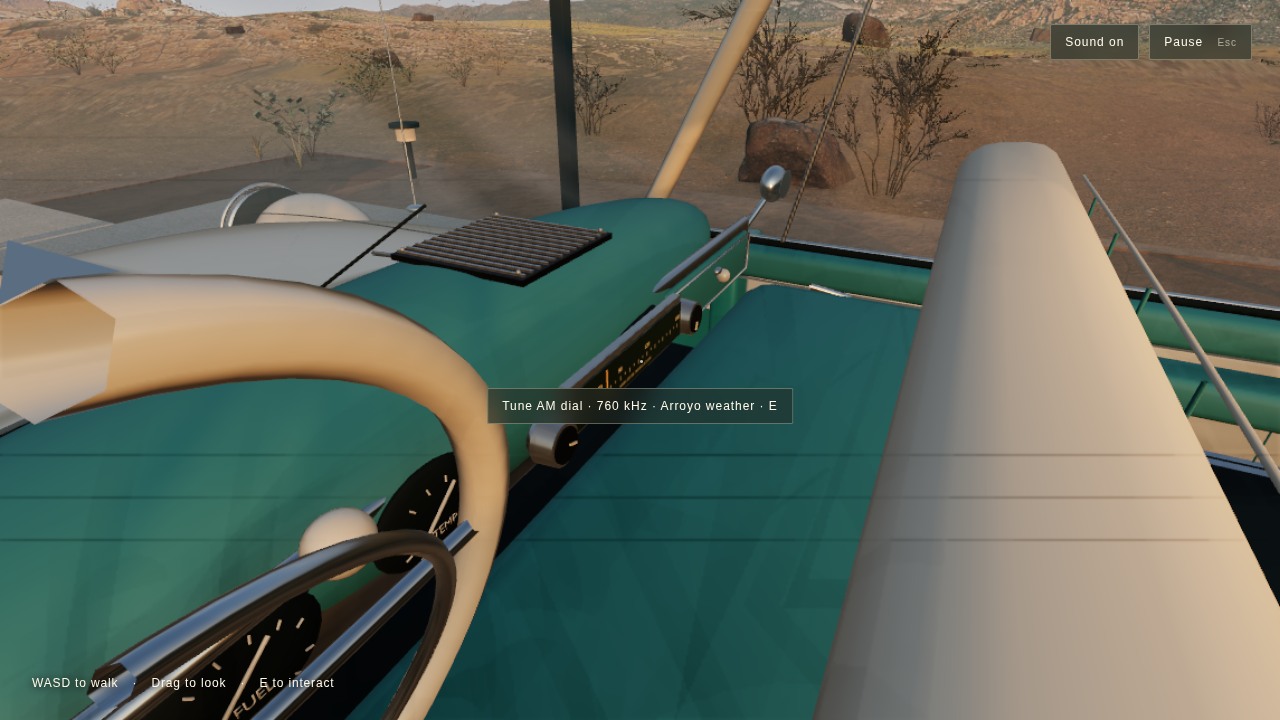 Sound on
Pause Esc
Tune AM dial · 760 kHz · Arroyo weather · E
TEMP
FUEL
WASD to walk · Drag to look E to interact